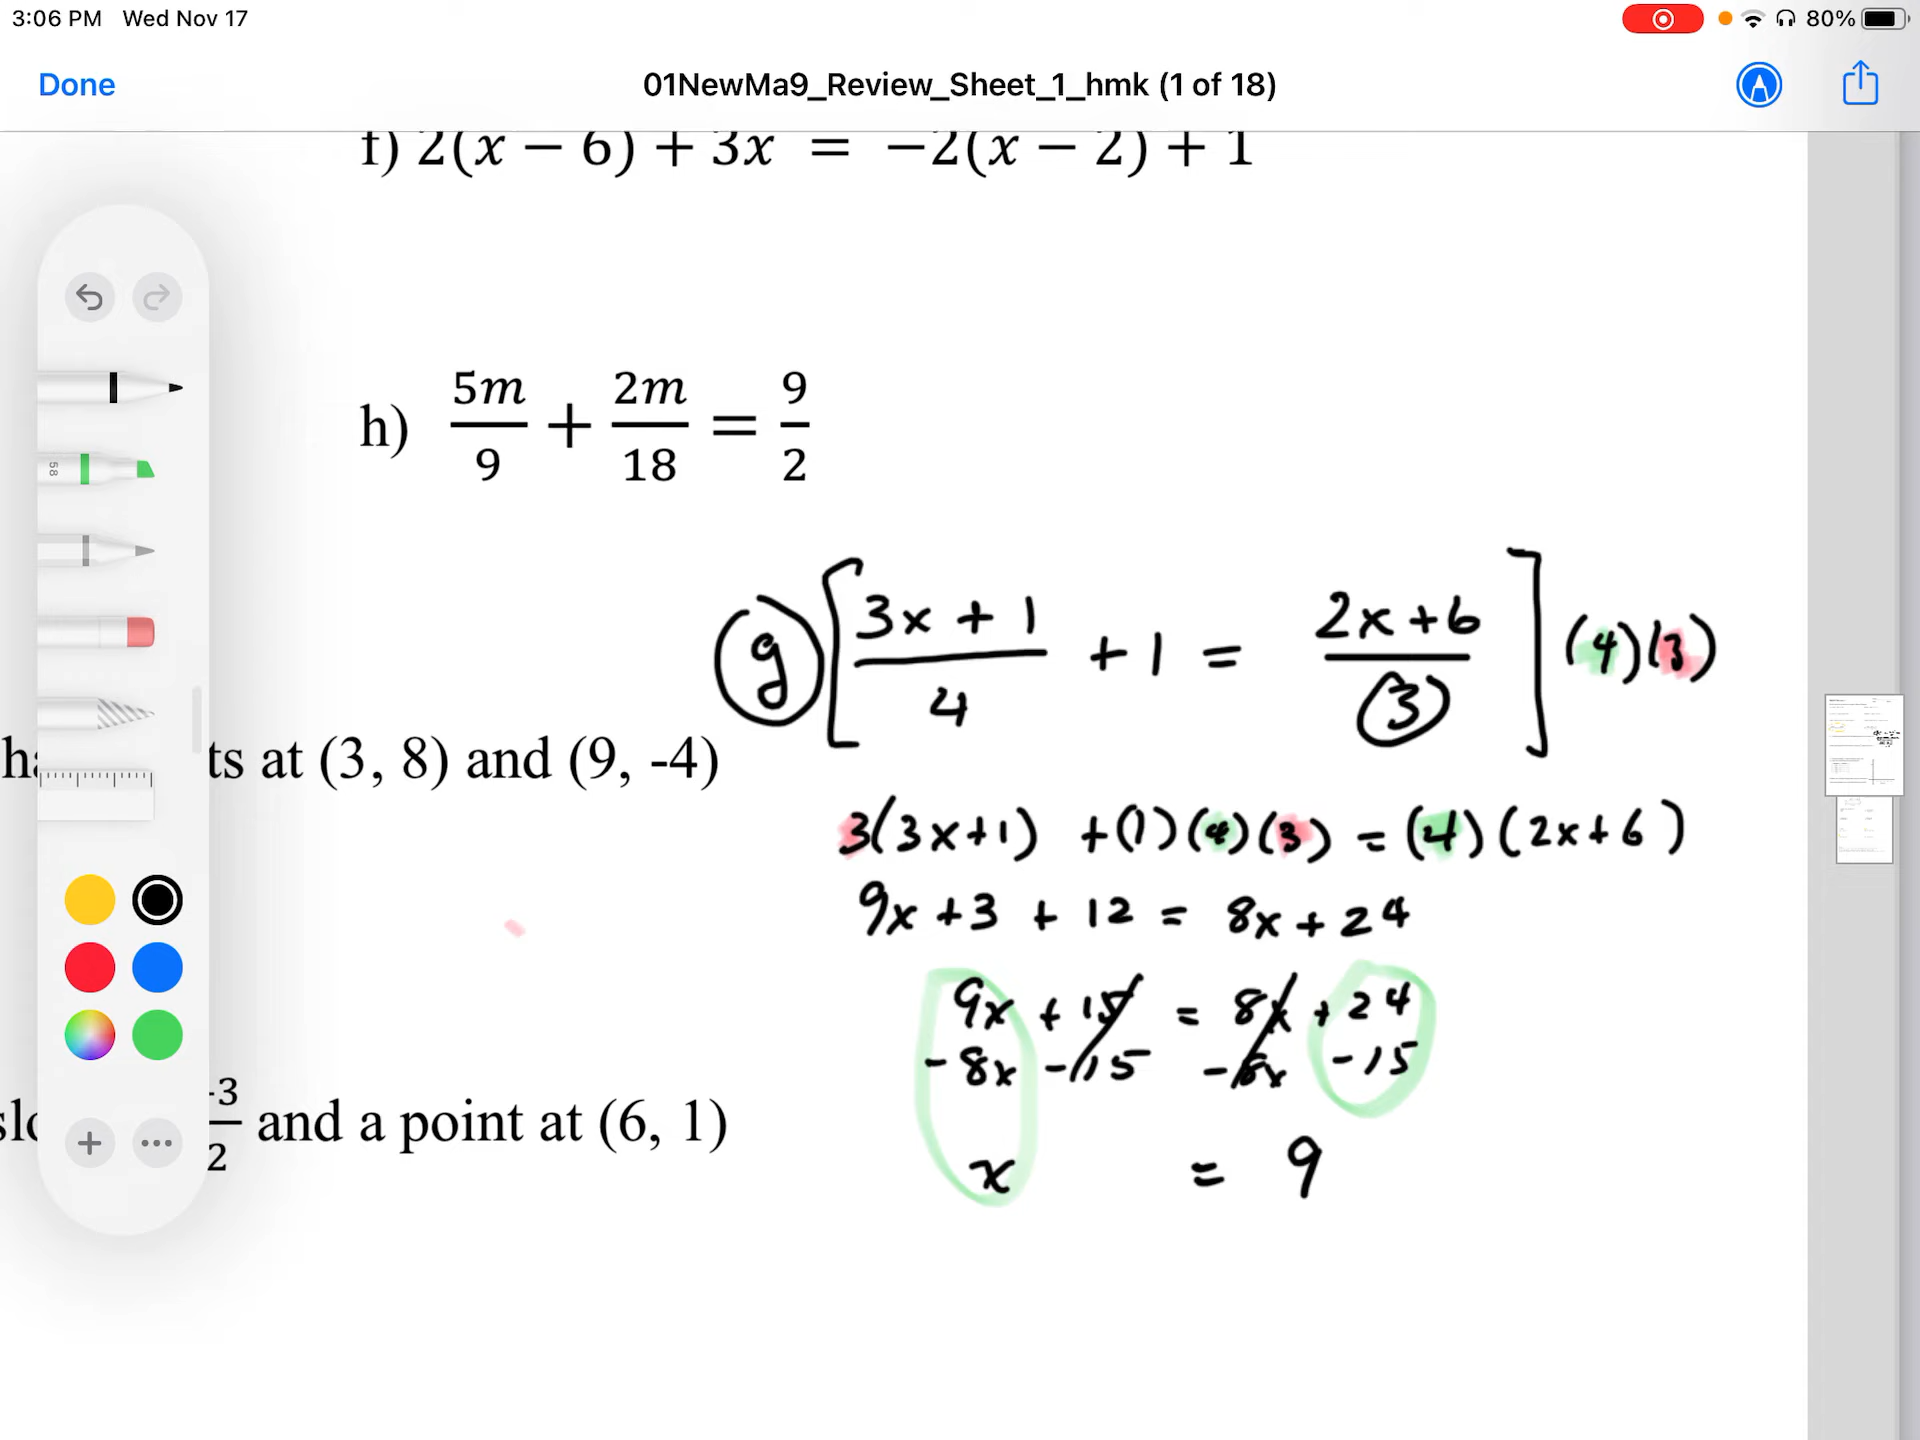 3:06 PM Wed Nov 17
80%
Done
01NewMa9_Review_Sheet_1_hmk (1 of 18)
f) 2(x − 6) + 3x = −2(x − 2) + 1
58
h) 5m/9 + 2m/18 = 9/2
g [ 3x + 1 / 4 + 1 = 2x + 6 / (3) ] (4)(3)
ts at (3, 8) and (9, -4)
3(3x+1) + (1)(4)(3) = (4)(2x+6)
9x + 3 + 12 = 8x + 24
9x + 15 = 8x + 24
- 8x - 15 - 8x - 15
-3/2 and a point at (6, 1)
x = 9